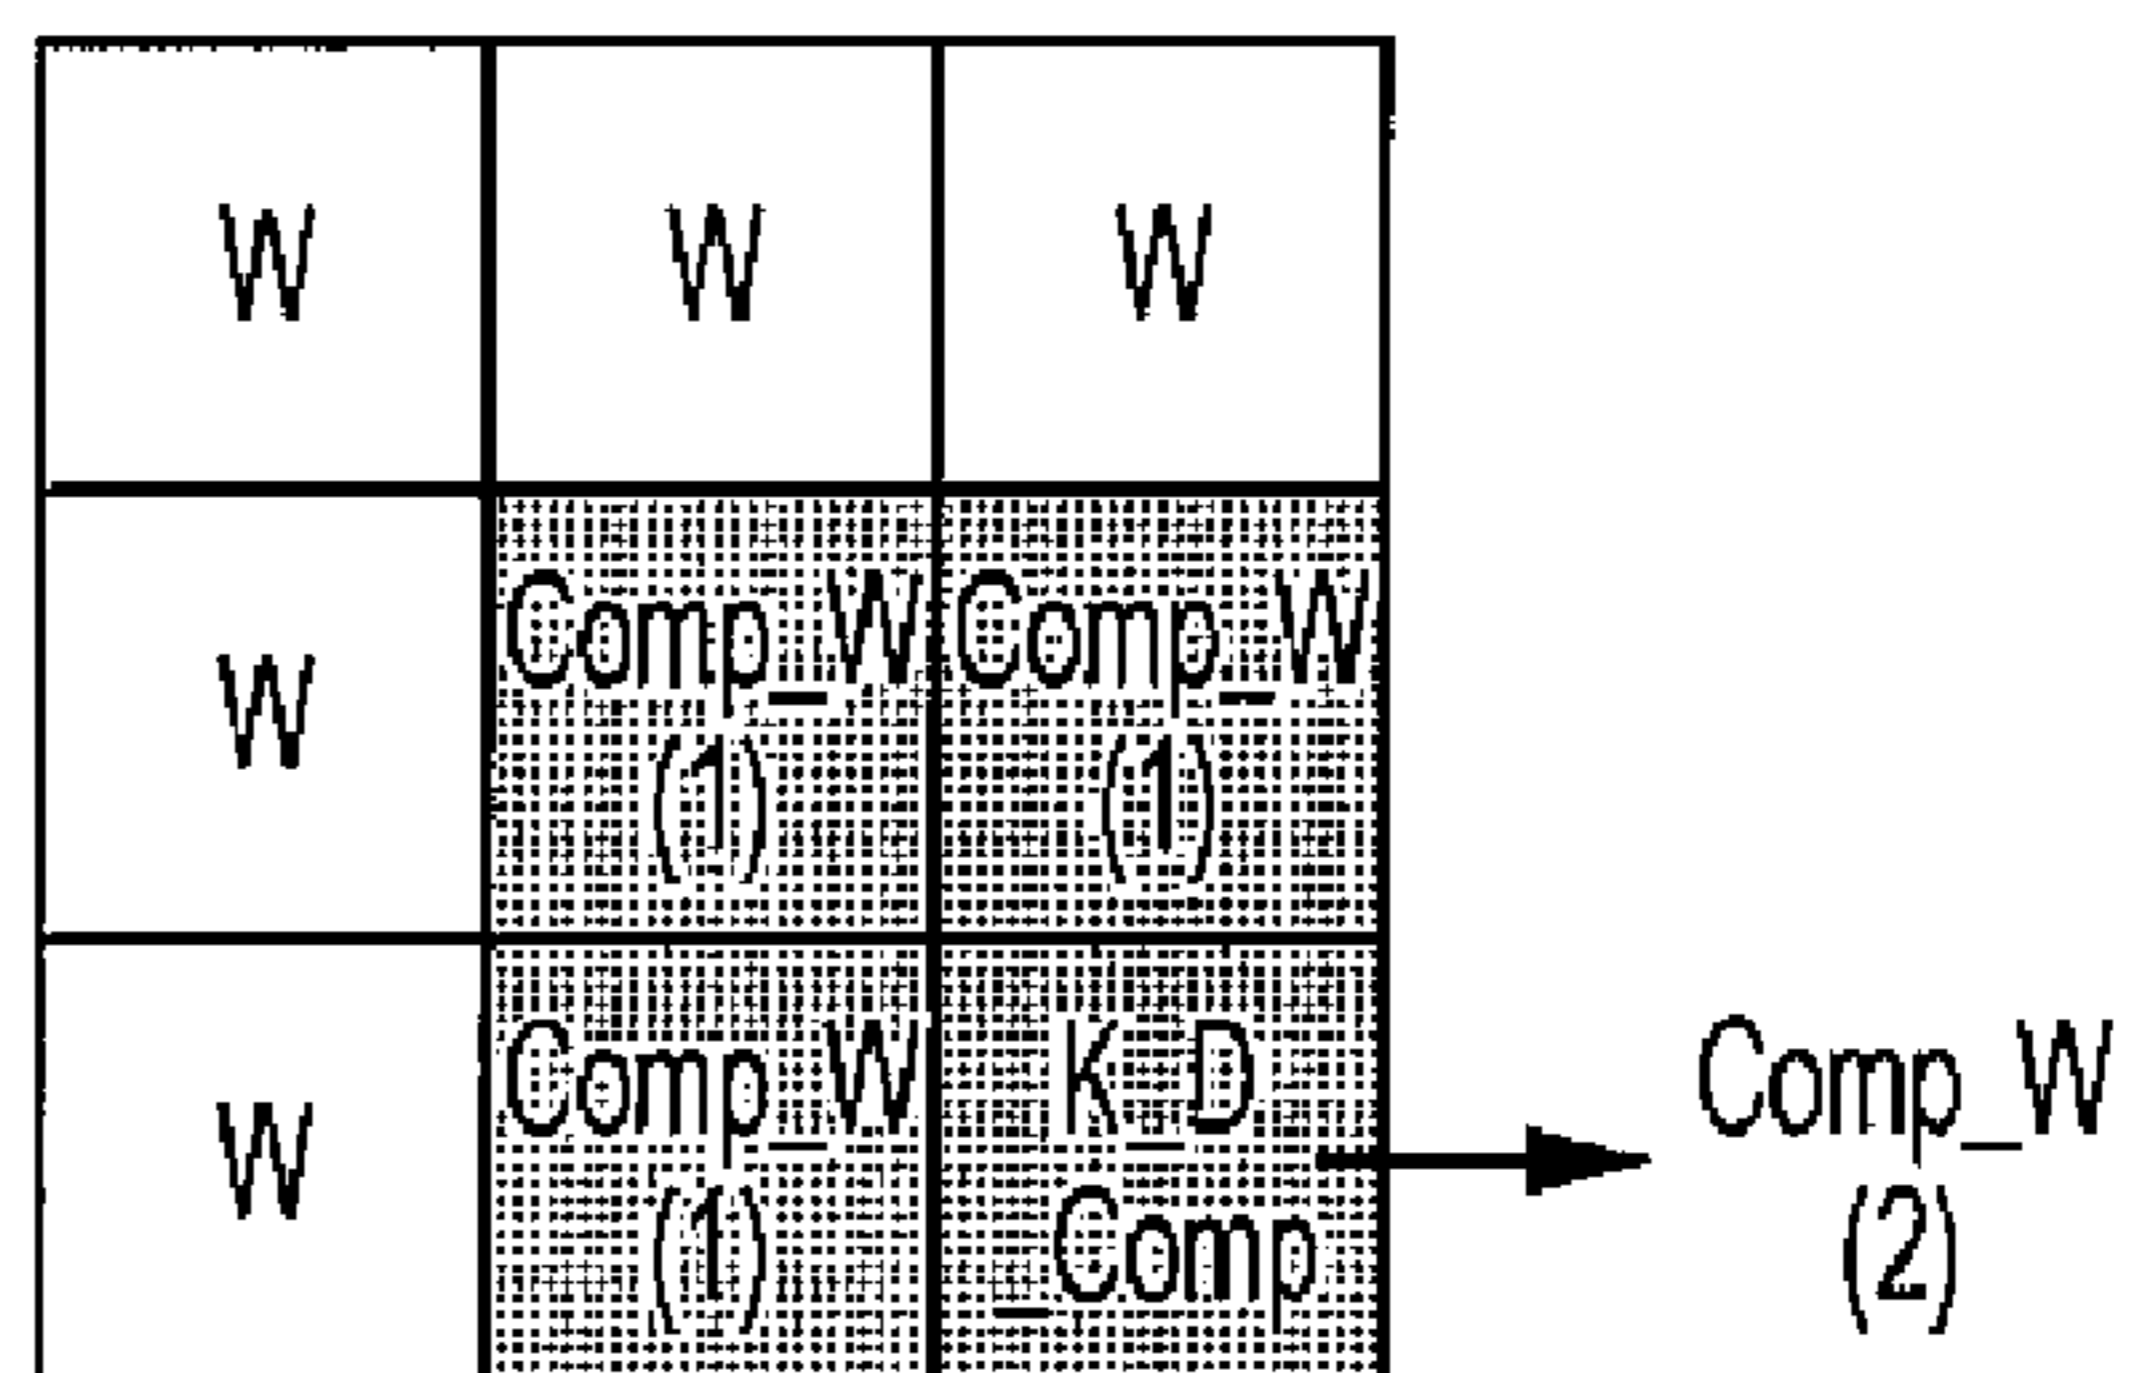 W W W
W Comp_W Comp_W
(1) (1)
W Comp_W K_D Comp_W
(1) _Comp (2)